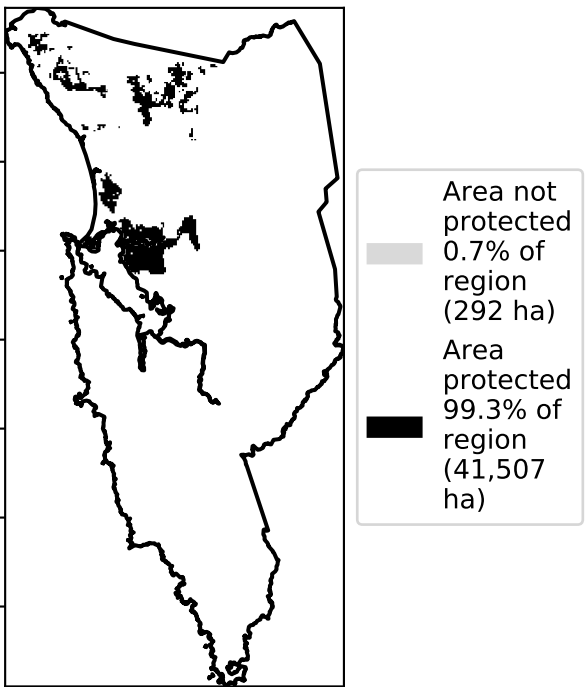 Area not
protected
0.7% of
region
(292 ha)
Area
protected
99.3% of
region
(41,507
ha)